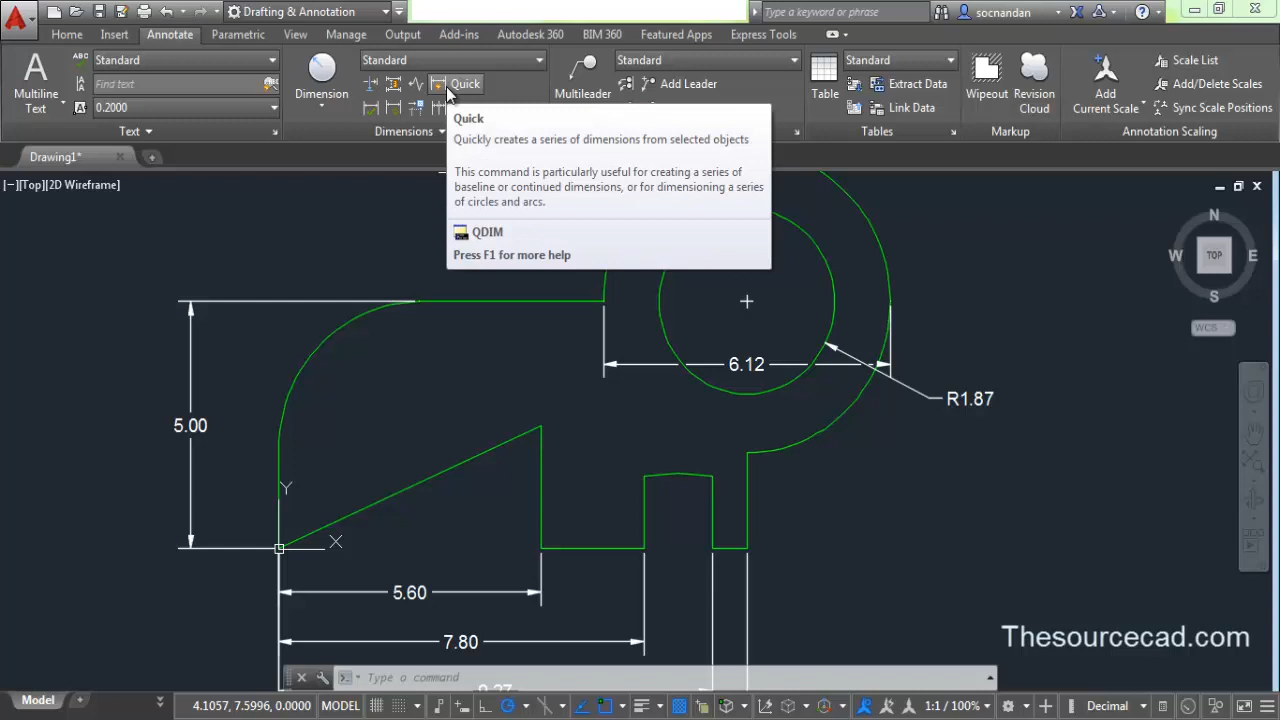 Drafting & Annotation
Type a keyword or phrase
socnandan
Home
Insert
Annotate
Parametric
View
Manage
Output
Add-ins
Autodesk 360
BIM 360
Featured Apps
Express Tools
ABC
Standard
Find text
0.2000
A
Multiline
Text
Text
Dimension
Standard
Quick
Dimensions
Multileader
Standard
Add Leader
Table
Standard
Extract Data
Link Data
Tables
Wipeout
Revision
Cloud
Markup
Add
Current Scale
Scale List
Add/Delete Scales
Sync Scale Positions
Annotation Scaling
Quick
Quickly creates a series of dimensions from selected objects
This command is particularly useful for creating a series of
baseline or continued dimensions, or for dimensioning a series
of circles and arcs.
QDIM
Press F1 for more help
Drawing1*
[−][Top][2D Wireframe]
N
W
TOP
E
S
WCS
6.12
R1.87
5.00
Y
X
5.60
7.80
Thesourcecad.com
Type a command
Model
4.1057, 7.5996, 0.0000
MODEL
1:1 / 100%
Decimal